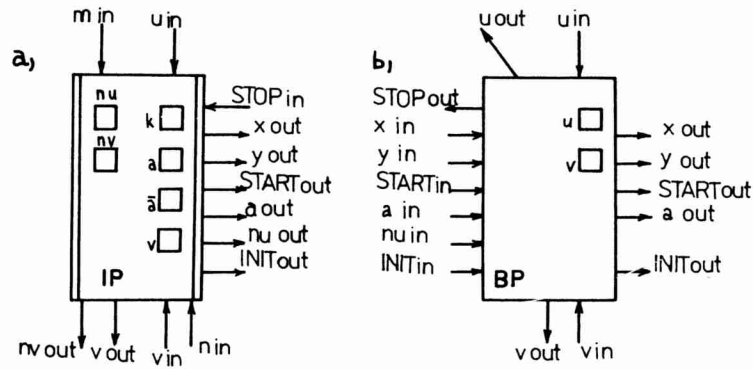 a,
m in
u in
nu
k
nv
a
ā
v
IP
STOP in
x out
y out
START out
a out
nu out
INIT out
nv out
v out
v in
n in
b,
u out
u in
STOP out
x in
y in
START in
a in
nu in
INIT in
u
v
BP
x out
y out
START out
a out
INIT out
v out
v in